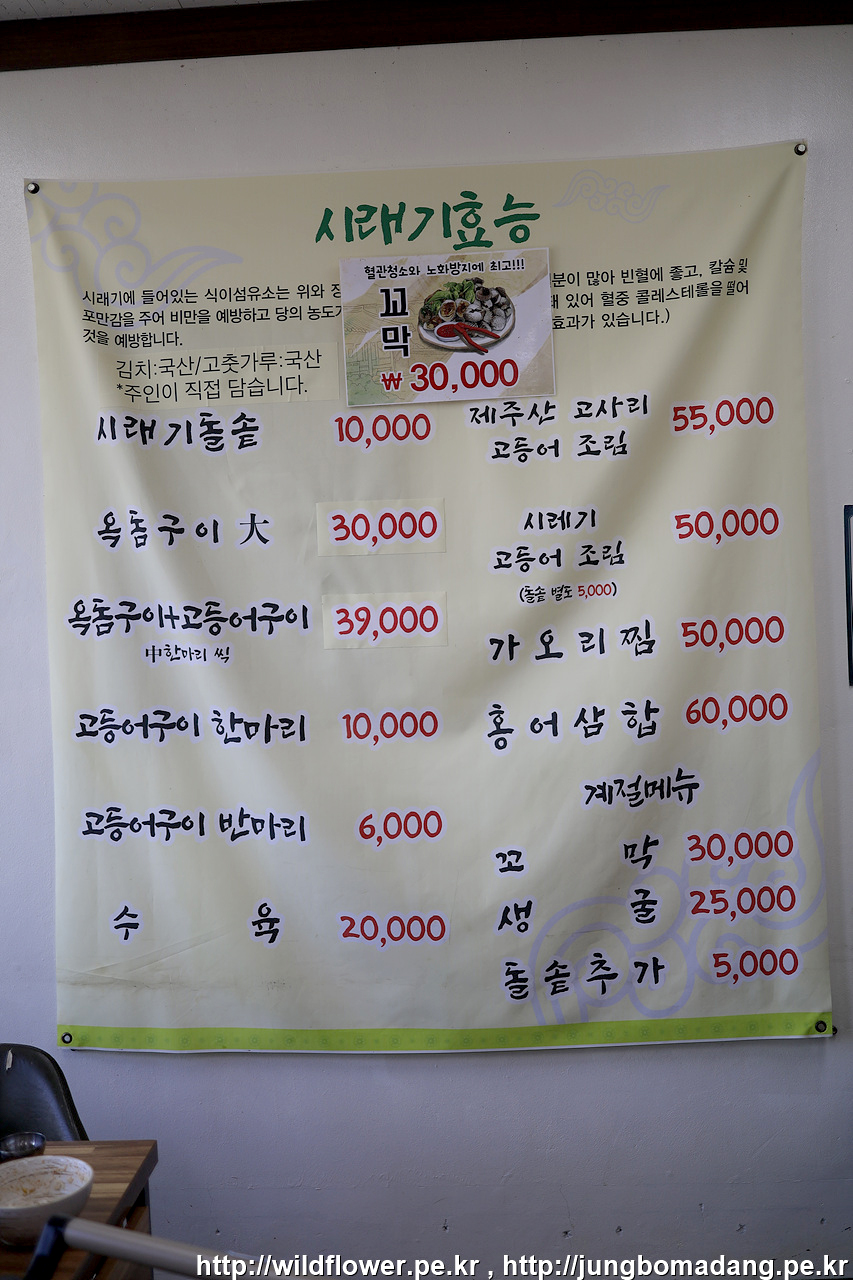 시래기효능
시래기에 들어있는 식이섬유소는 위와 장
포만감을 주어 비만을 예방하고 당의 농도가
것을 예방합니다.
분이 많아 빈혈에 좋고, 칼슘 및
있어 혈중 콜레스테롤을 떨어
효과가 있습니다.)
혈관청소와 노화방지에 최고!!!
꼬막
₩30,000
김치:국산/고춧가루:국산
*주인이 직접 담습니다.
시래기돌솥 10,000
옥돔구이 大 30,000
옥돔구이+고등어구이 39,000
中한마리 씩
고등어구이 한마리 10,000
고등어구이 반마리 6,000
수육 20,000
제주산 고사리 55,000
고등어 조림
시레기 50,000
고등어 조림
(돌솥 별도 5,000)
가오리찜 50,000
홍어삼합 60,000
계절메뉴
꼬막 30,000
생굴 25,000
돌솥추가 5,000
http://wildflower.pe.kr , http://jungbomadang.pe.kr